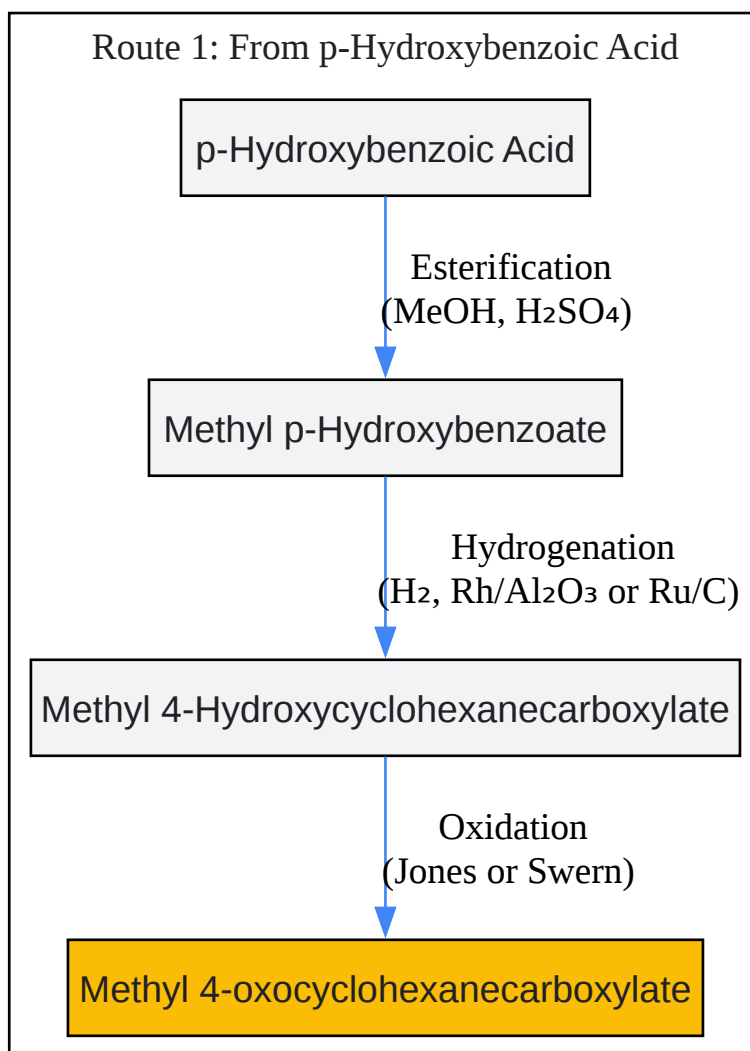 Route 1: From p-Hydroxybenzoic Acid
p-Hydroxybenzoic Acid
Esterification
(MeOH, H₂SO₄)
Methyl p-Hydroxybenzoate
Hydrogenation
(H₂, Rh/Al₂O₃ or Ru/C)
Methyl 4-Hydroxycyclohexanecarboxylate
Oxidation
(Jones or Swern)
Methyl 4-oxocyclohexanecarboxylate